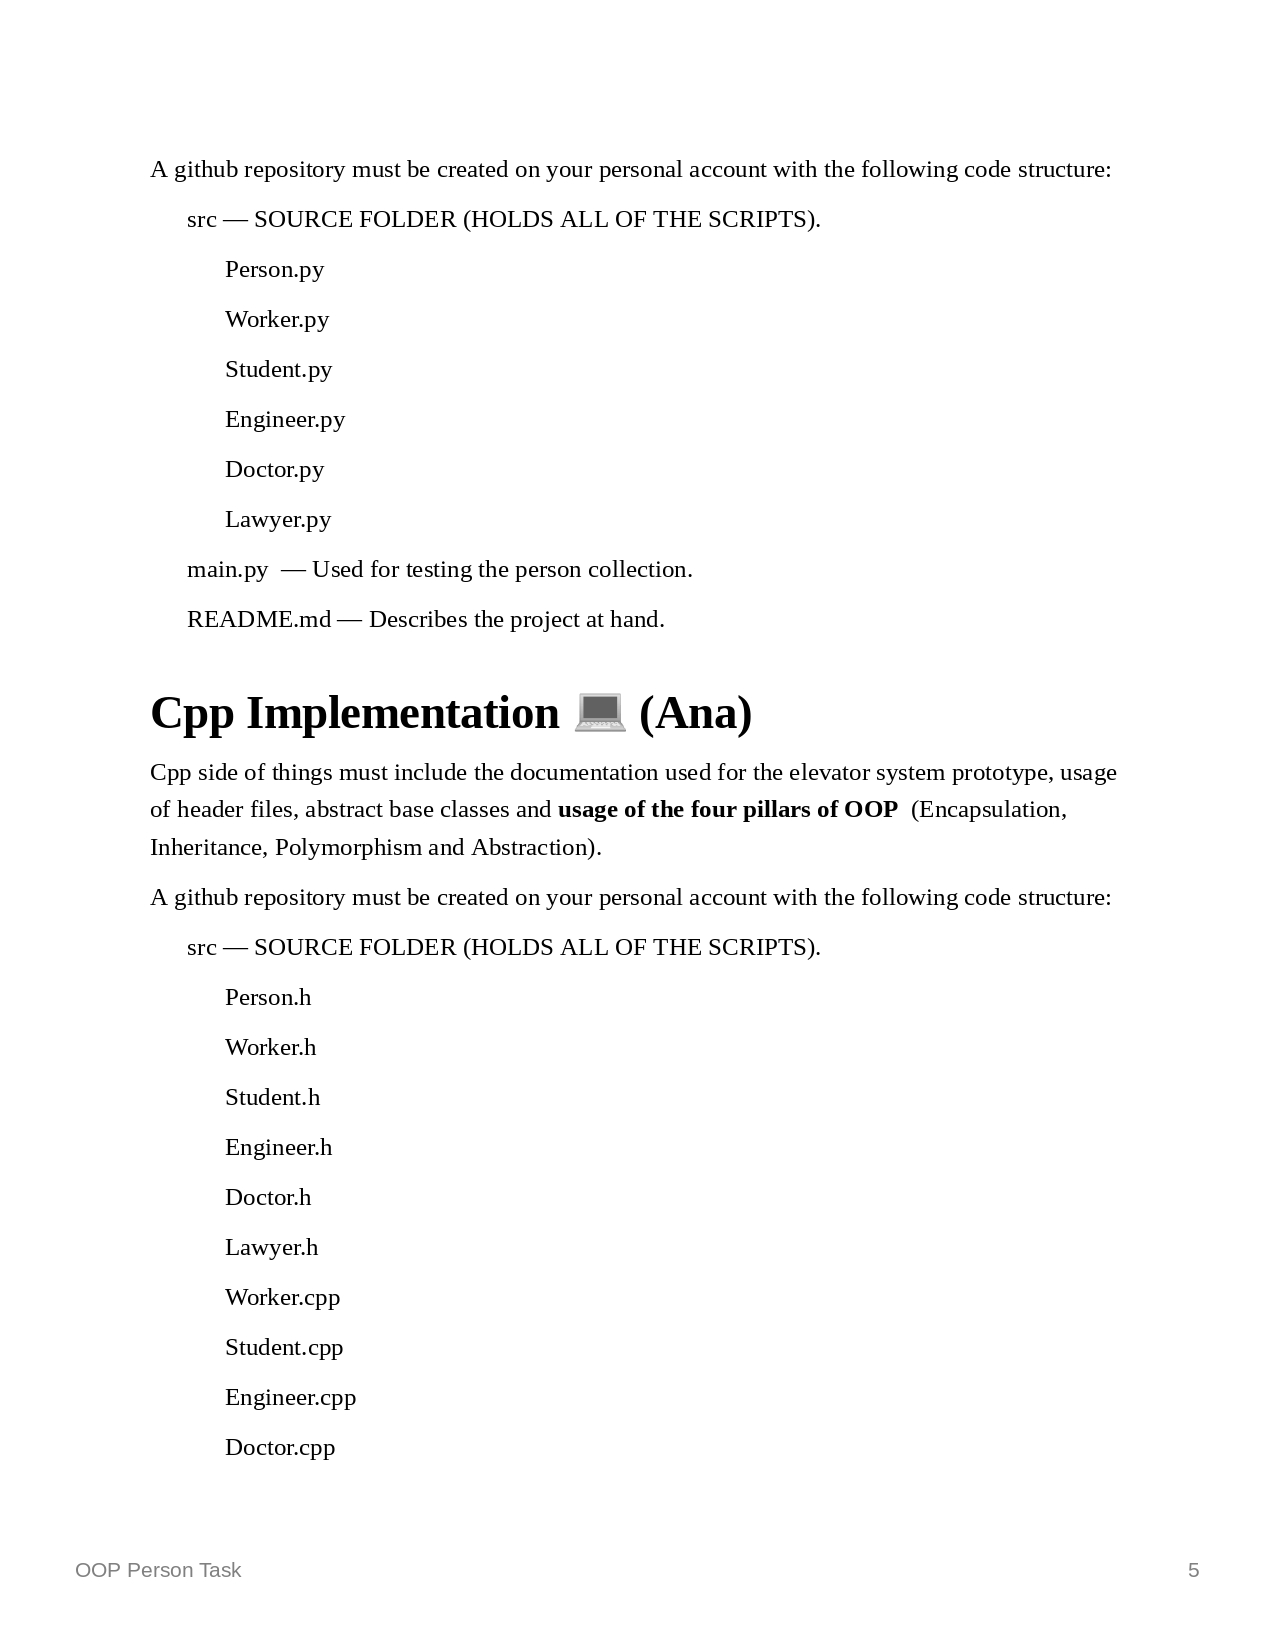 A github repository must be created on your personal account with the following code structure:
src — SOURCE FOLDER (HOLDS ALL OF THE SCRIPTS).
Person.py
Worker.py
Student.py
Engineer.py
Doctor.py
Lawyer.py
main.py — Used for testing the person collection.
README.md — Describes the project at hand.
Cpp Implementation 💻 (Ana)
Cpp side of things must include the documentation used for the elevator system prototype, usage
of header files, abstract base classes and usage of the four pillars of OOP (Encapsulation,
Inheritance, Polymorphism and Abstraction).
A github repository must be created on your personal account with the following code structure:
src — SOURCE FOLDER (HOLDS ALL OF THE SCRIPTS).
Person.h
Worker.h
Student.h
Engineer.h
Doctor.h
Lawyer.h
Worker.cpp
Student.cpp
Engineer.cpp
Doctor.cpp
OOP Person Task 5